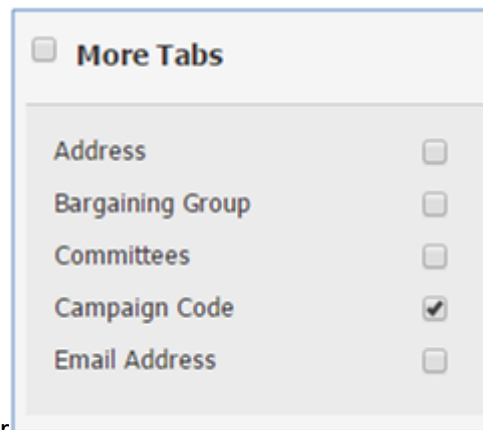 More Tabs
Address
Bargaining Group
Committees
Campaign Code
Email Address
r